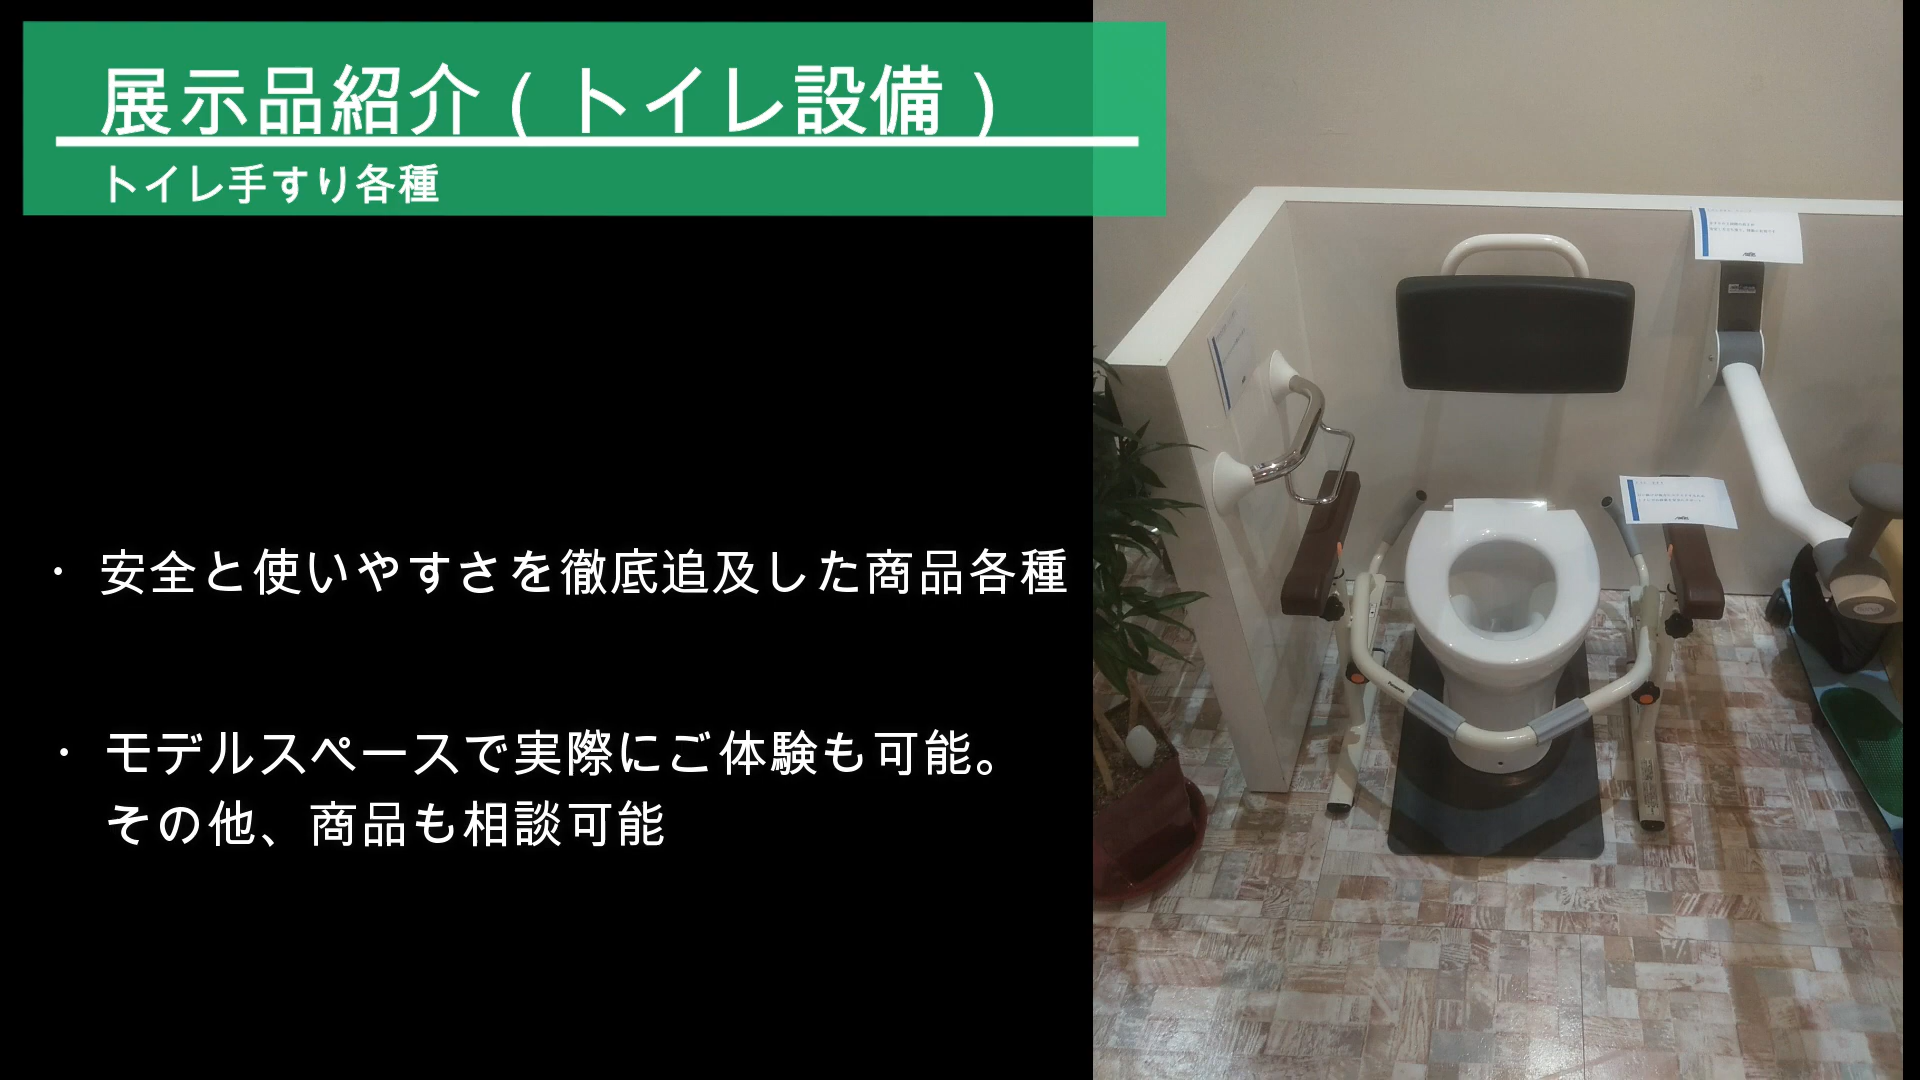 展示品紹介（トイレ設備）
トイレ手すり各種
・ 安全と使いやすさを徹底追及した商品各種
・ モデルスペースで実際にご体験も可能。
その他、商品も相談可能